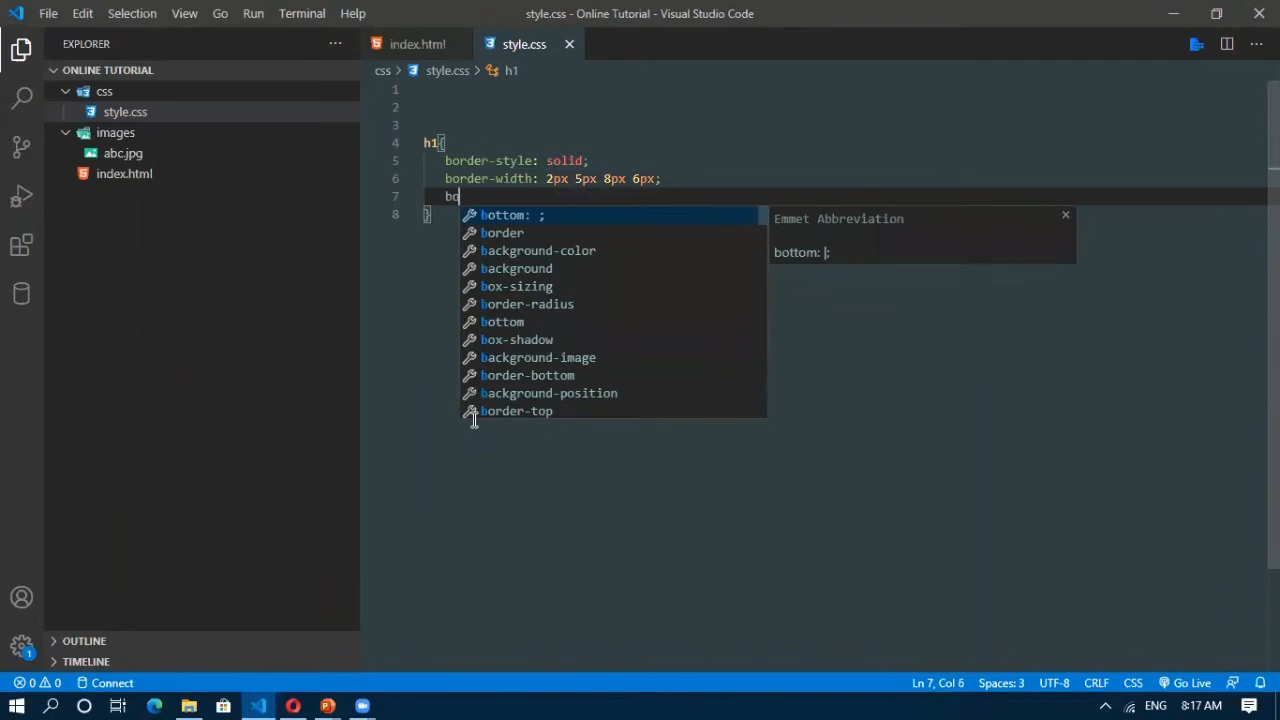 File Edit Selection View Go Run Terminal Help
style.css - Online Tutorial - Visual Studio Code
EXPLORER
ONLINE TUTORIAL
css
style.css
images
abc.jpg
index.html
OUTLINE
TIMELINE
index.html style.css
css > style.css > h1
1
2
3
4 h1{
5 border-style: solid;
6 border-width: 2px 5px 8px 6px;
7 bo
8 }
bottom: ;
border
background-color
background
box-sizing
border-radius
bottom
box-shadow
background-image
border-bottom
background-position
border-top
Emmet Abbreviation
bottom: |;
1
0 0 Connect
Ln 7, Col 6 Spaces: 3 UTF-8 CRLF CSS Go Live
ENG 8:17 AM